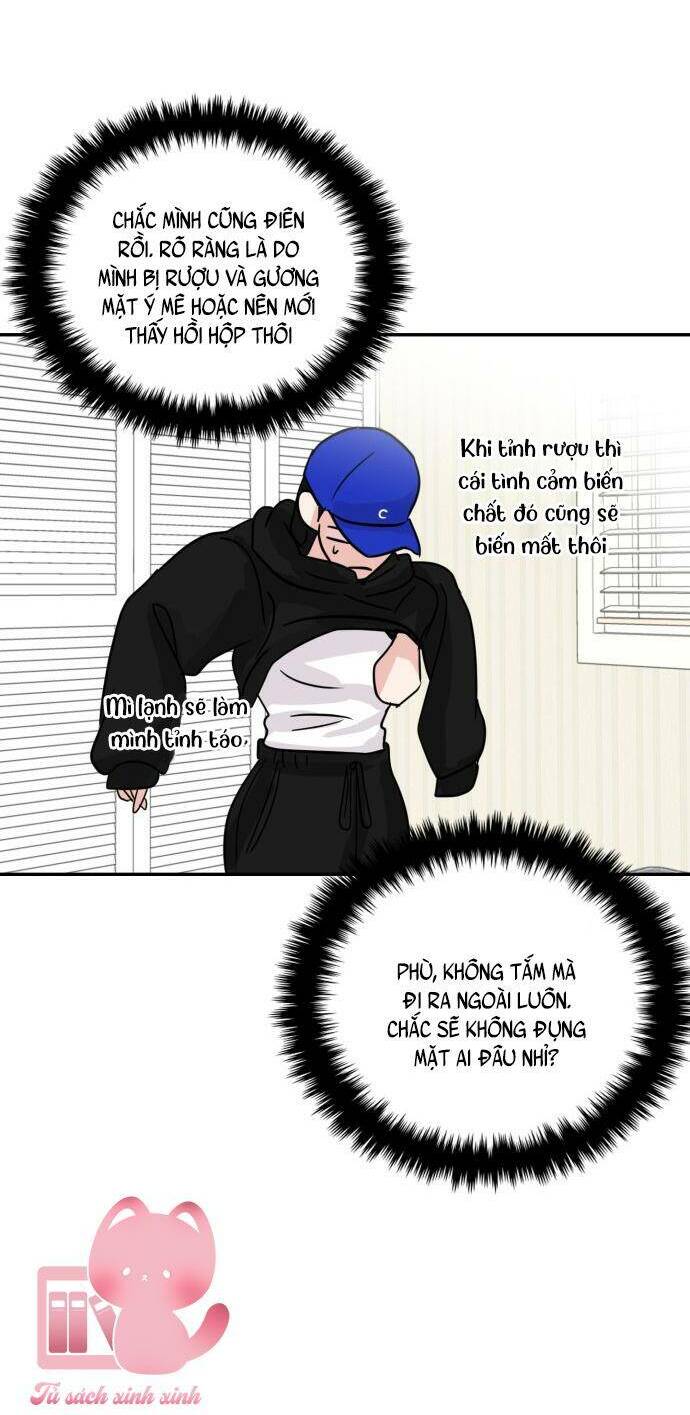 CHẮC MÌNH CŨNG ĐIÊN
RỒI. RÕ RÀNG LÀ DO
MÌNH BỊ RƯỢU VÀ GƯƠNG
MẶT Ý MÊ HOẶC NÊN MỚI
THẤY HỒI HỘP THÔI
Khi tỉnh rượu thì
cái tình cảm biến
chất đó cũng sẽ
biến mất thôi
C
Mì lạnh sẽ làm
mình tỉnh táo
PHÙ, KHÔNG TẮM MÀ
ĐI RA NGOÀI LUÔN.
CHẮC SẼ KHÔNG ĐỤNG
MẶT AI ĐÂU NHỈ?
Tủ sách xinh xinh